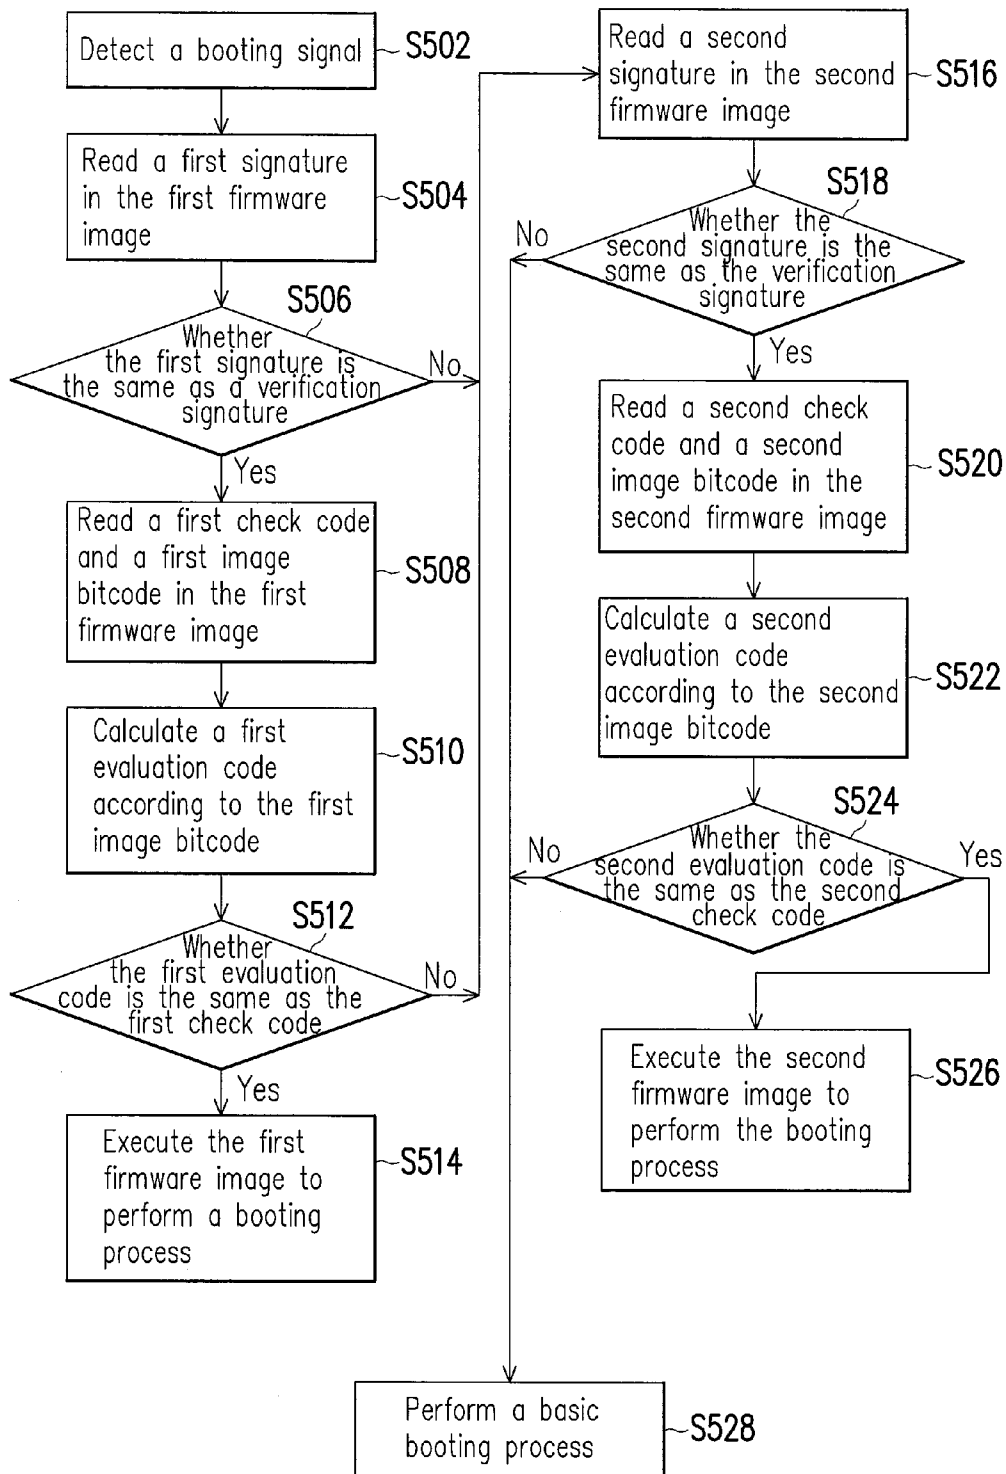 Detect a booting signal
S502
Read a first signature
in the first firmware
image
S504
S506
Whether
the first signature is
the same as a verification
signature
No
Yes
Read a first check code
and a first image
bitcode in the first
firmware image
S508
Calculate a first
evaluation code
according to the first
image bitcode
S510
S512
Whether
the first evaluation
code is the same as the
first check code
No
Yes
Execute the first
firmware image to
perform a booting
process
S514
Read a second
signature in the second
firmware image
S516
S518
Whether the
second signature is the
same as the verification
signature
No
Yes
Read a second check
code and a second
image bitcode in the
second firmware image
S520
Calculate a second
evaluation code
according to the second
image bitcode
S522
S524
Whether the
second evaluation code is
the same as the second
check code
No
Yes
Execute the second
firmware image to
perform the booting
process
S526
Perform a basic
booting process
S528